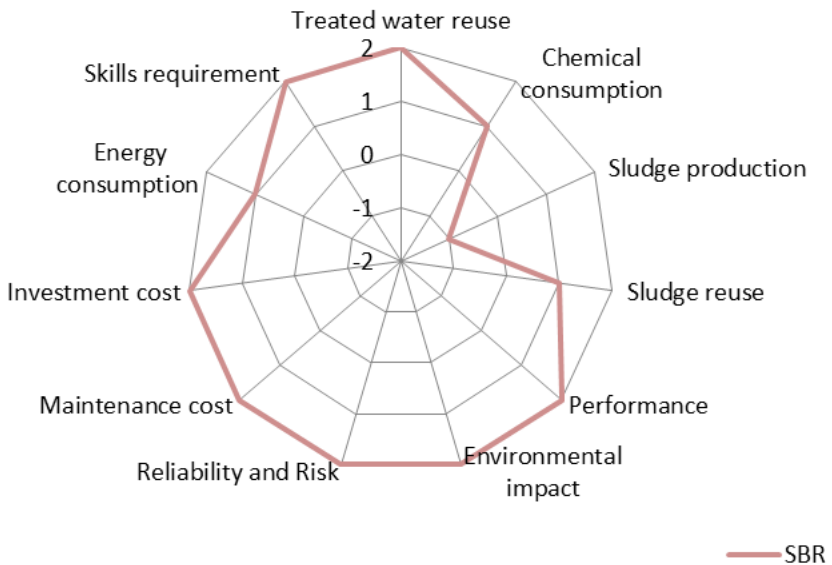 Treated water reuse
2
Chemical
consumption
Skills requirement
1
Energy
consumption
0
Sludge production
-1
-2
Investment cost
Sludge reuse
Maintenance cost
Performance
Reliability and Risk
Environmental
impact
SBR